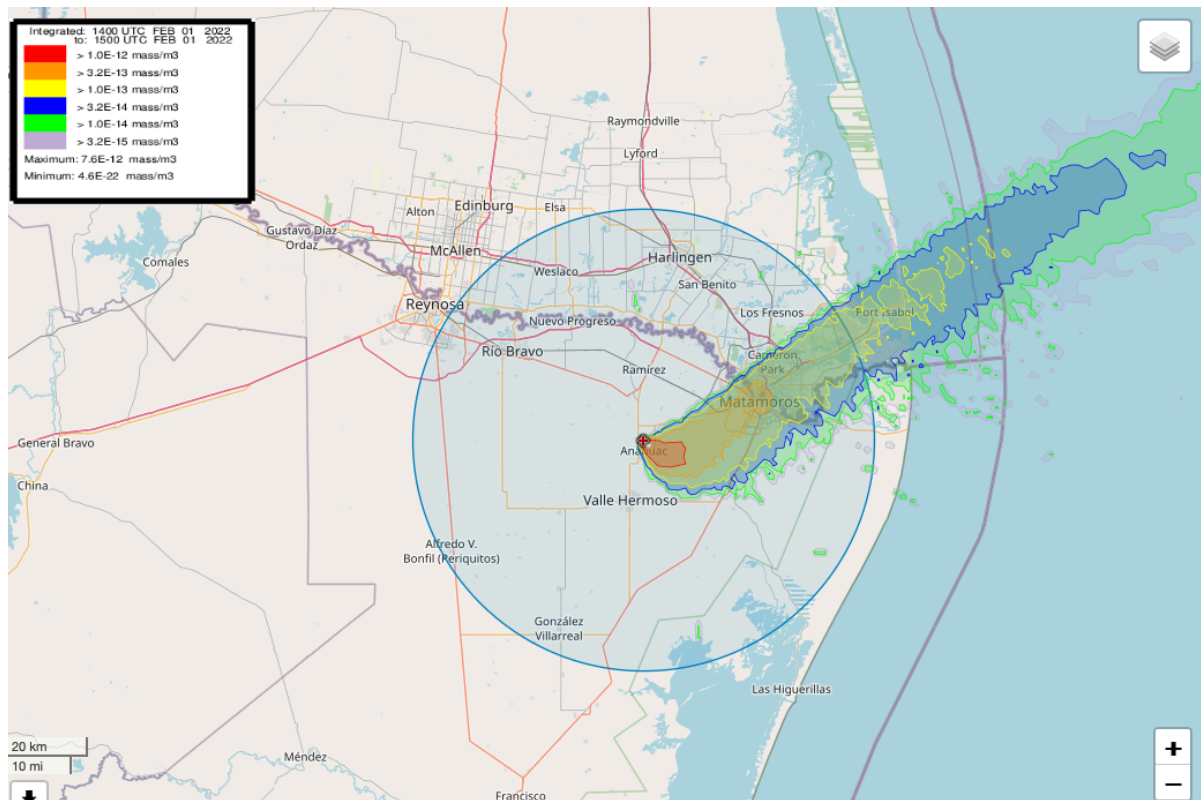 Integrated: 1400 UTC FEB 01 2022
to: 1500 UTC FEB 01 2022
> 1.0E-12 mass/m3
> 3.2E-13 mass/m3
> 1.0E-13 mass/m3
> 3.2E-14 mass/m3
> 1.0E-14 mass/m3
> 3.2E-15 mass/m3
Maximum: 7.6E-12 mass/m3
Minimum: 4.6E-22 mass/m3
Raymondville
Lyford
Alton
Edinburg
Elsa
Gustavo Díaz
Ordaz
McAllen
Comales
Weslaco
Harlingen
San Benito
Reynosa
Nuevo Progreso
Los Fresnos
Port Isabel
Río Bravo
Ramírez
Cameron
Park
Matamoros
General Bravo
Anáhuac
China
Valle Hermoso
Alfredo V.
Bonfil (Periquitos)
González
Villarreal
Las Higuerillas
20 km
10 mi
Méndez
Francisco
+
−